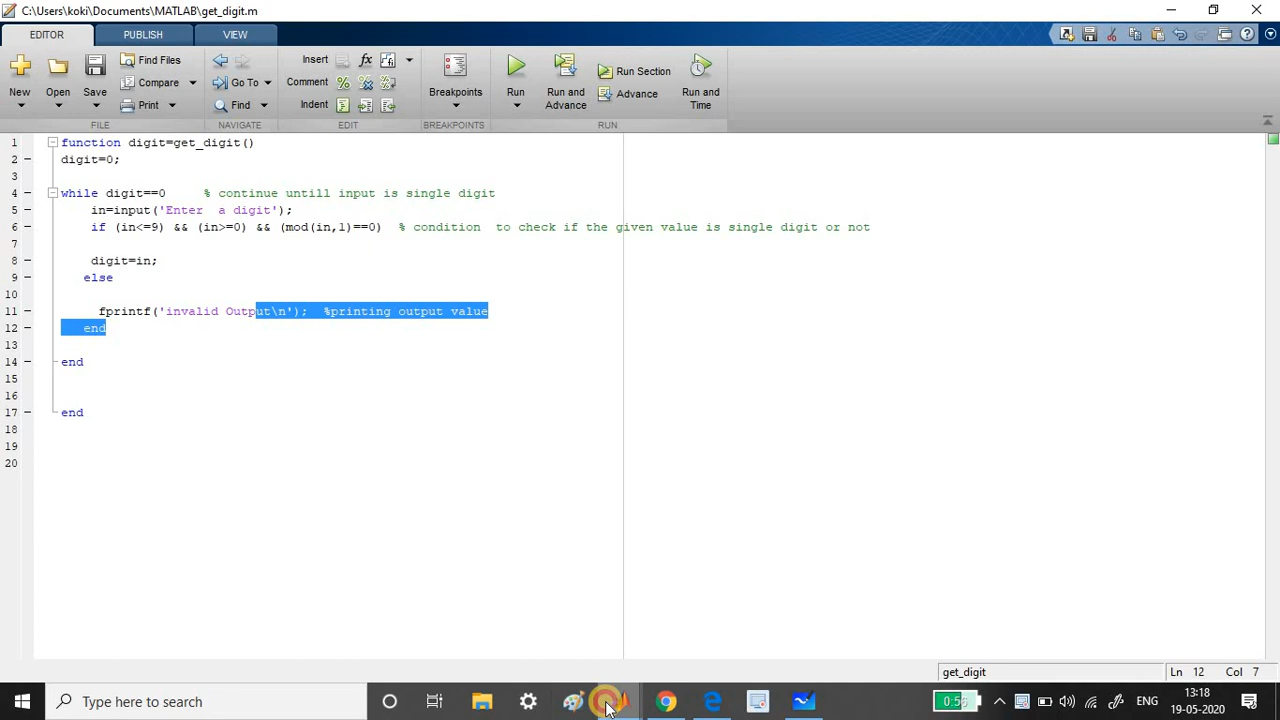 C:\Users\koki\Documents\MATLAB\get_digit.m
EDITOR PUBLISH VIEW
New Open Save
Find Files
Compare
Print
Go To
Find
Insert
Comment
Indent
Breakpoints
Run
Run and Advance
Run Section
Advance
Run and Time
FILE NAVIGATE EDIT BREAKPOINTS RUN
1 function digit=get_digit()
2 digit=0;
3
4 while digit==0 % continue untill input is single digit
5 in=input('Enter a digit');
6 if (in<=9) && (in>=0) && (mod(in,1)==0) % condition to check if the given value is single digit or not
7
8 digit=in;
9 else
10
11 fprintf('invalid Output\n'); %printing output value
12 end
13
14 end
15
16
17 end
18
19
20
get_digit Ln 12 Col 7
Type here to search
0:56
ENG
13:18
19-05-2020